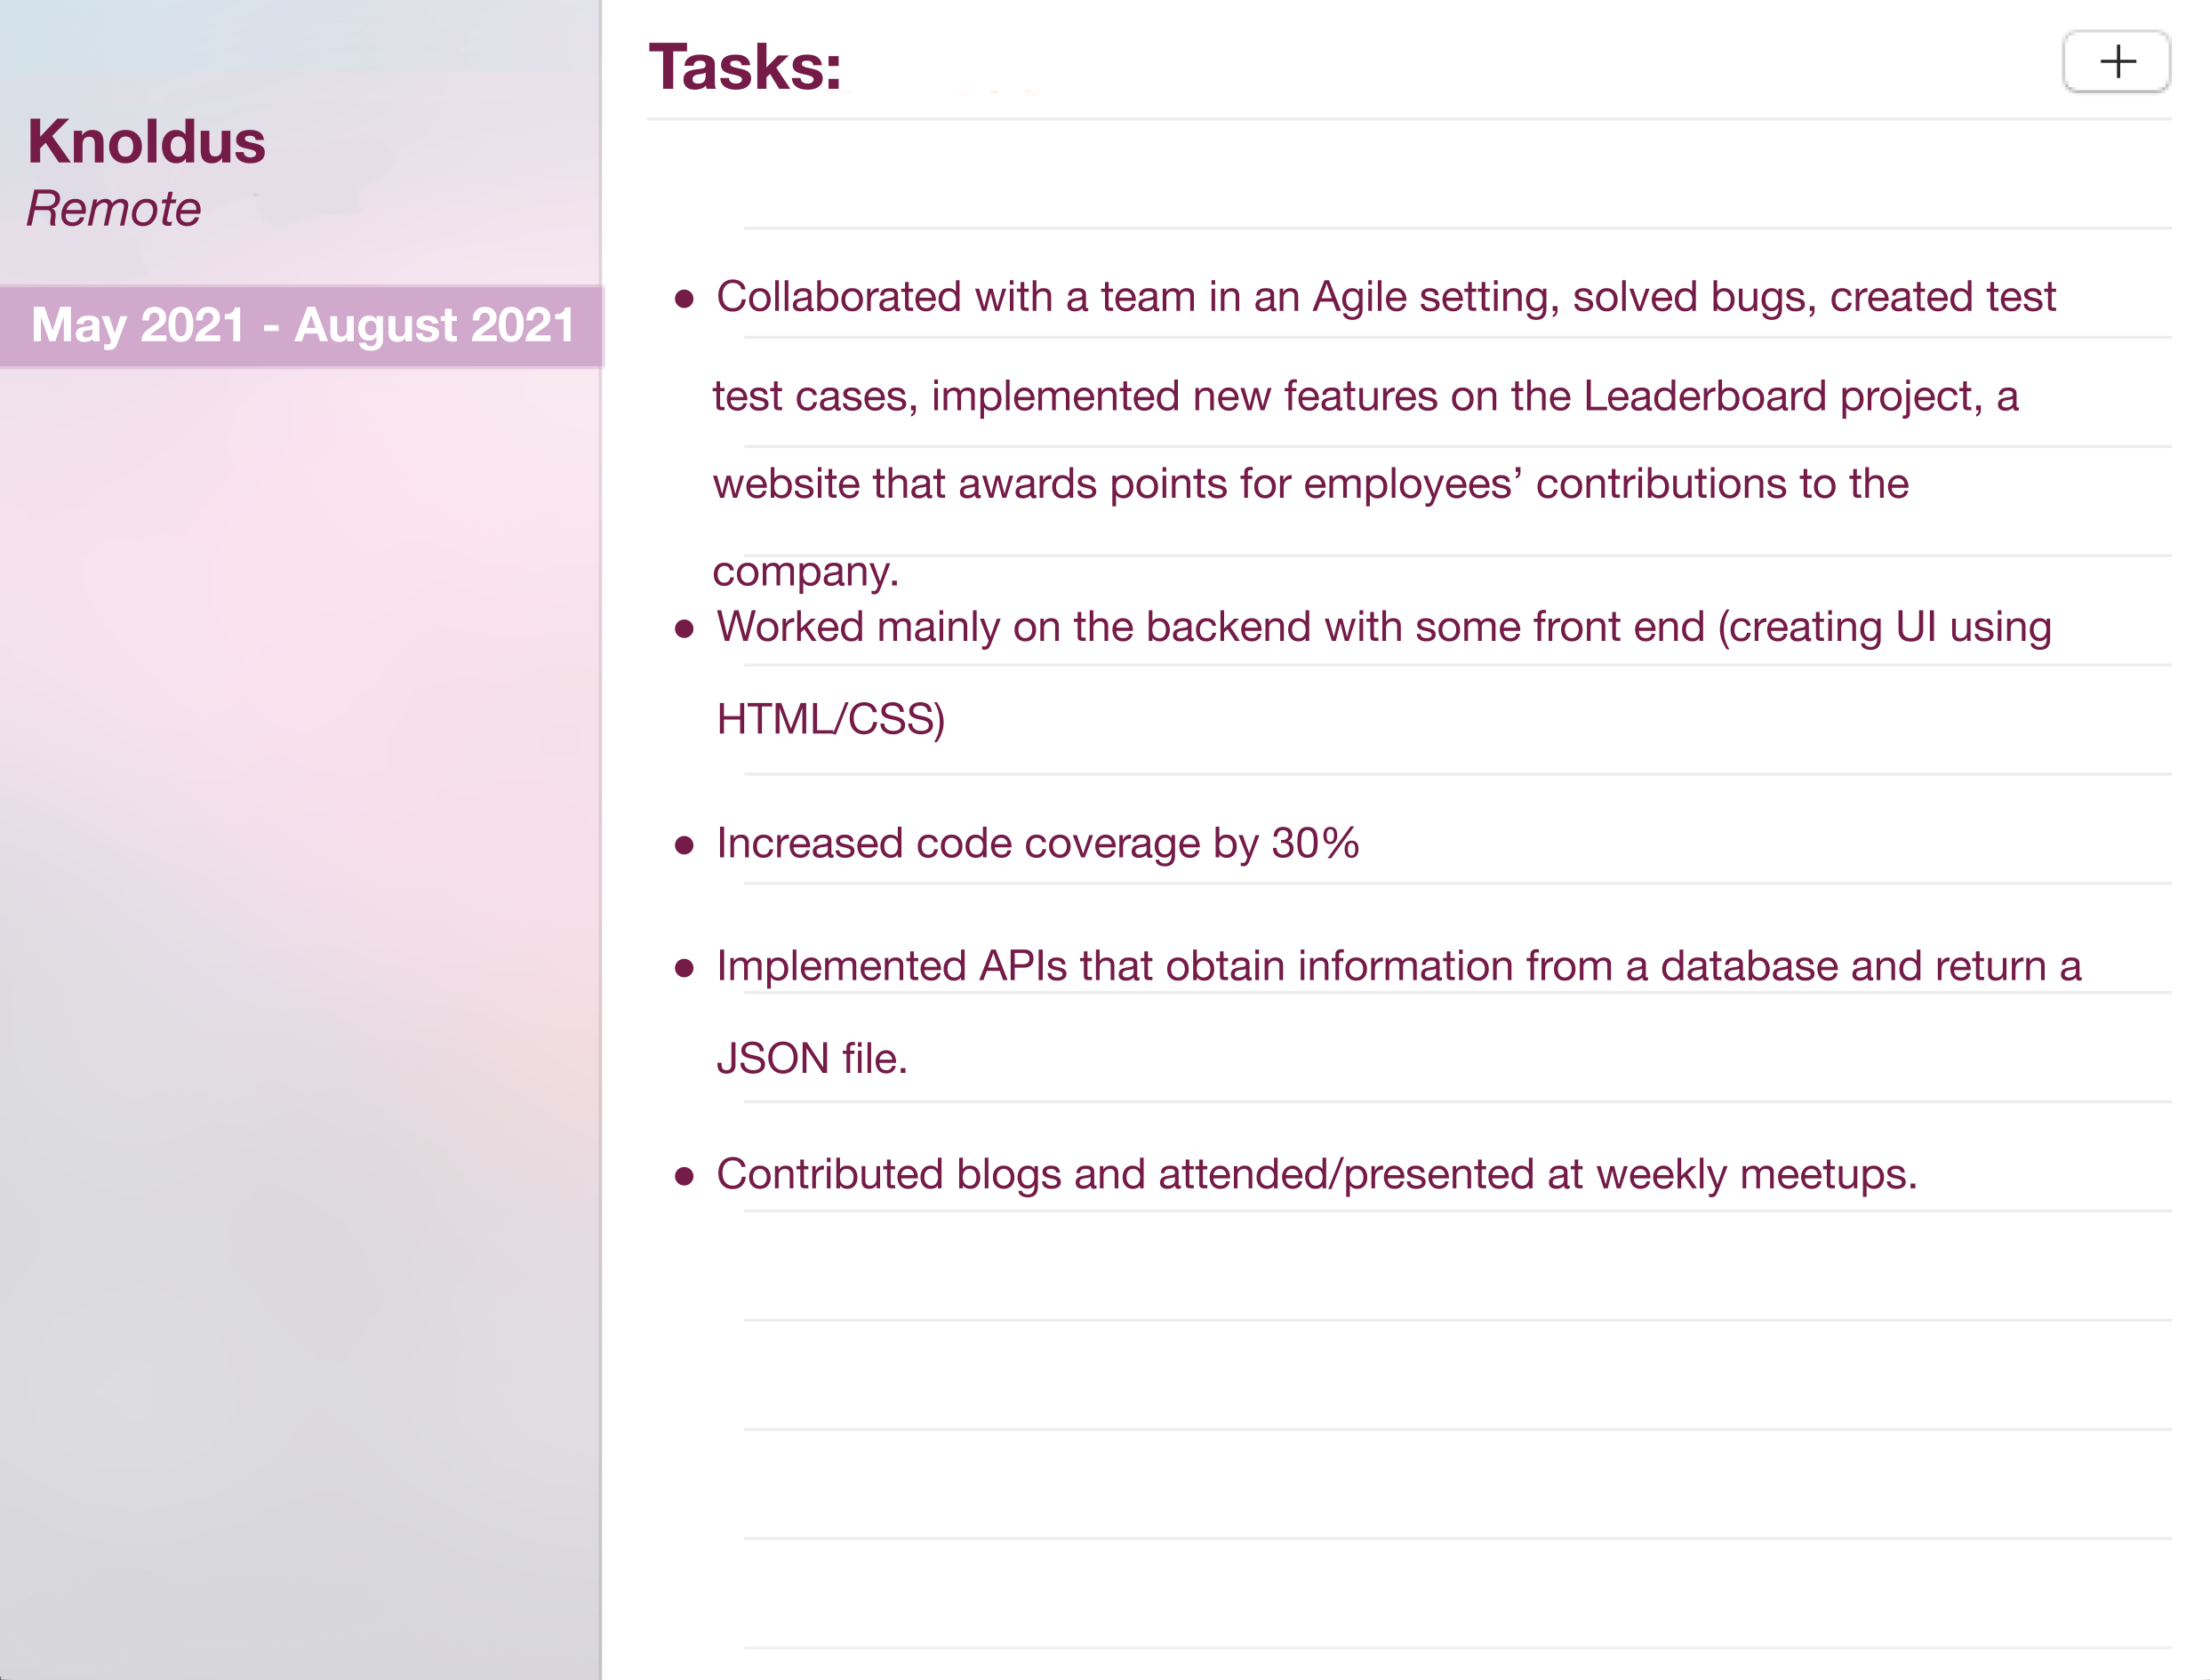 Knoldus
Remote
May 2021 - August 2021
Tasks:
+
• Collaborated with a team in an Agile setting, solved bugs, created test
test cases, implemented new features on the Leaderboard project, a
website that awards points for employees’ contributions to the
company.
• Worked mainly on the backend with some front end (creating UI using
HTML/CSS)
• Increased code coverage by 30%
• Implemented APIs that obtain information from a database and return a
JSON file.
• Contributed blogs and attended/presented at weekly meetups.